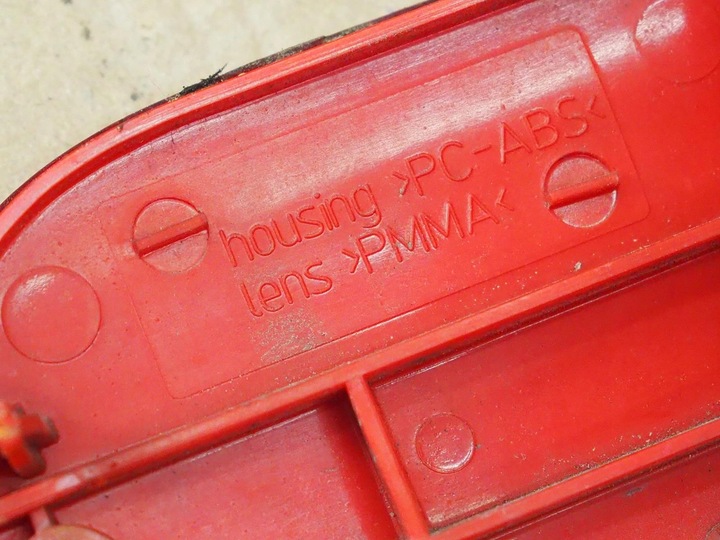 housing >PC-ABS<
lens >PMMA<